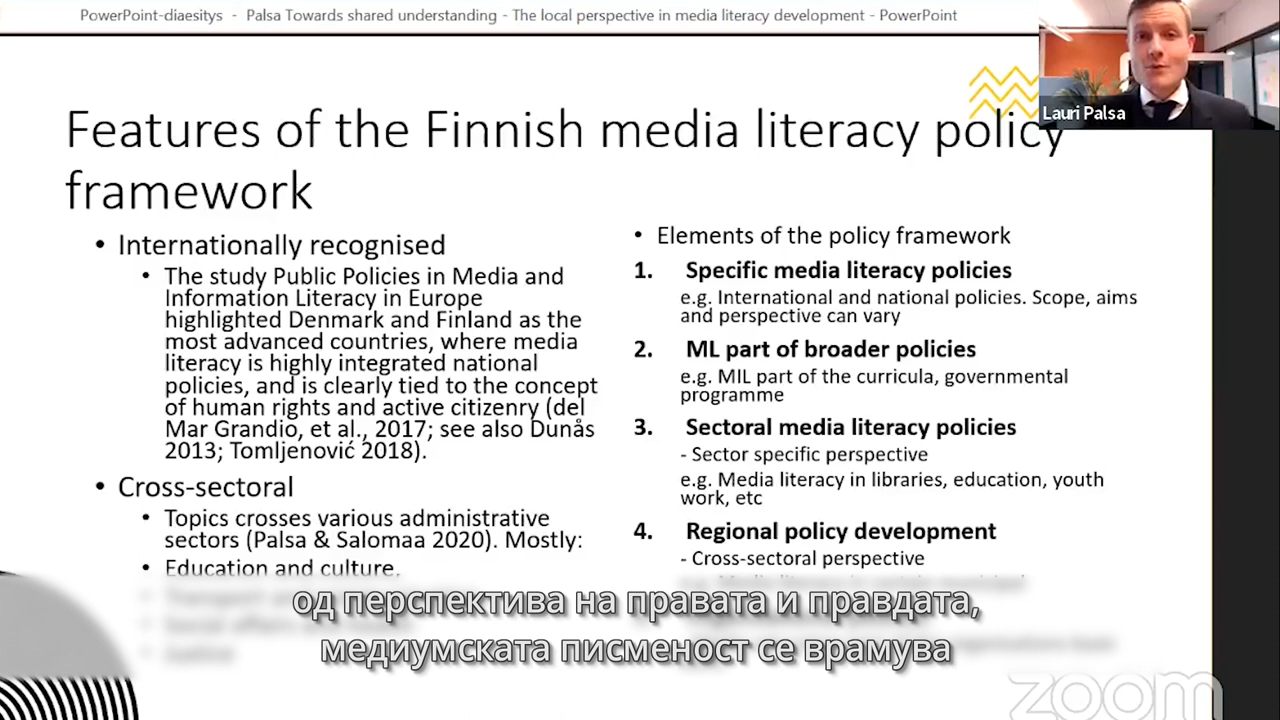 PowerPoint-diaesitys - Palsa Towards shared understanding - The local perspective in media literacy development - PowerPoint
Lauri Palsa
Features of the Finnish media literacy policy
framework
• Internationally recognised
• The study Public Policies in Media and
Information Literacy in Europe
highlighted Denmark and Finland as the
most advanced countries, where media
literacy is highly integrated national
policies, and is clearly tied to the concept
of human rights and active citizenry (del
Mar Grandio, et al., 2017; see also Dunås
2013; Tomljenović 2018).
• Cross-sectoral
• Topics crosses various administrative
sectors (Palsa & Salomaa 2020). Mostly:
• Education and culture,
• Elements of the policy framework
1. Specific media literacy policies
e.g. International and national policies. Scope, aims
and perspective can vary
2. ML part of broader policies
e.g. MIL part of the curricula, governmental
programme
3. Sectoral media literacy policies
- Sector specific perspective
e.g. Media literacy in libraries, education, youth
work, etc
4. Regional policy development
- Cross-sectoral perspective
од перспектива на правата и правдата,
медиумската писменост се врамува
zoom